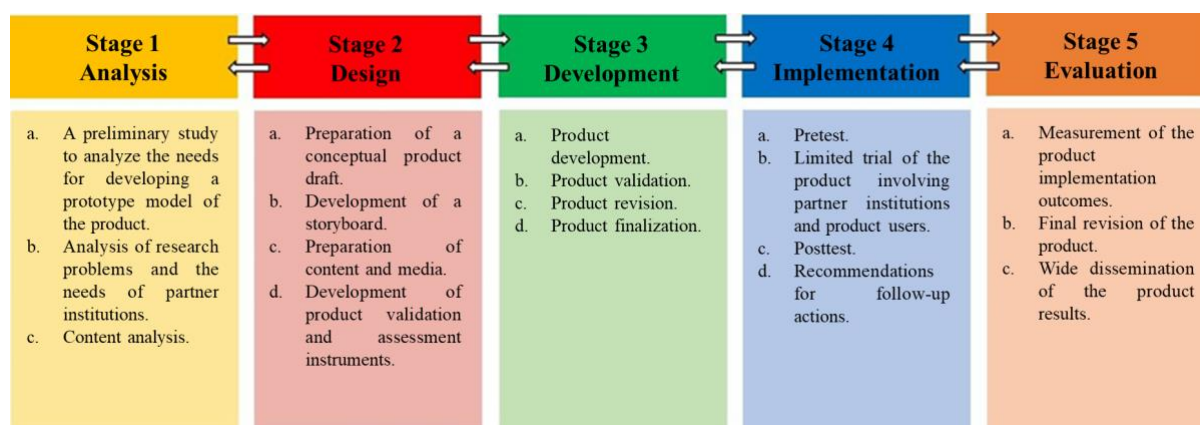 Stage 1
Analysis
a. A preliminary study
to analyze the needs
for developing a
prototype model of
the product.
b. Analysis of research
problems and the
needs of partner
institutions.
c. Content analysis.
Stage 2
Design
a. Preparation of a
conceptual product
draft.
b. Development of a
storyboard.
c. Preparation of
content and media.
d. Development of
product validation
and assessment
instruments.
Stage 3
Development
a. Product
development.
b. Product validation.
c. Product revision.
d. Product finalization.
Stage 4
Implementation
a. Pretest.
b. Limited trial of the
product involving
partner institutions
and product users.
c. Posttest.
d. Recommendations
for follow-up
actions.
Stage 5
Evaluation
a. Measurement of the
product
implementation
outcomes.
b. Final revision of the
product.
c. Wide dissemination
of the product
results.